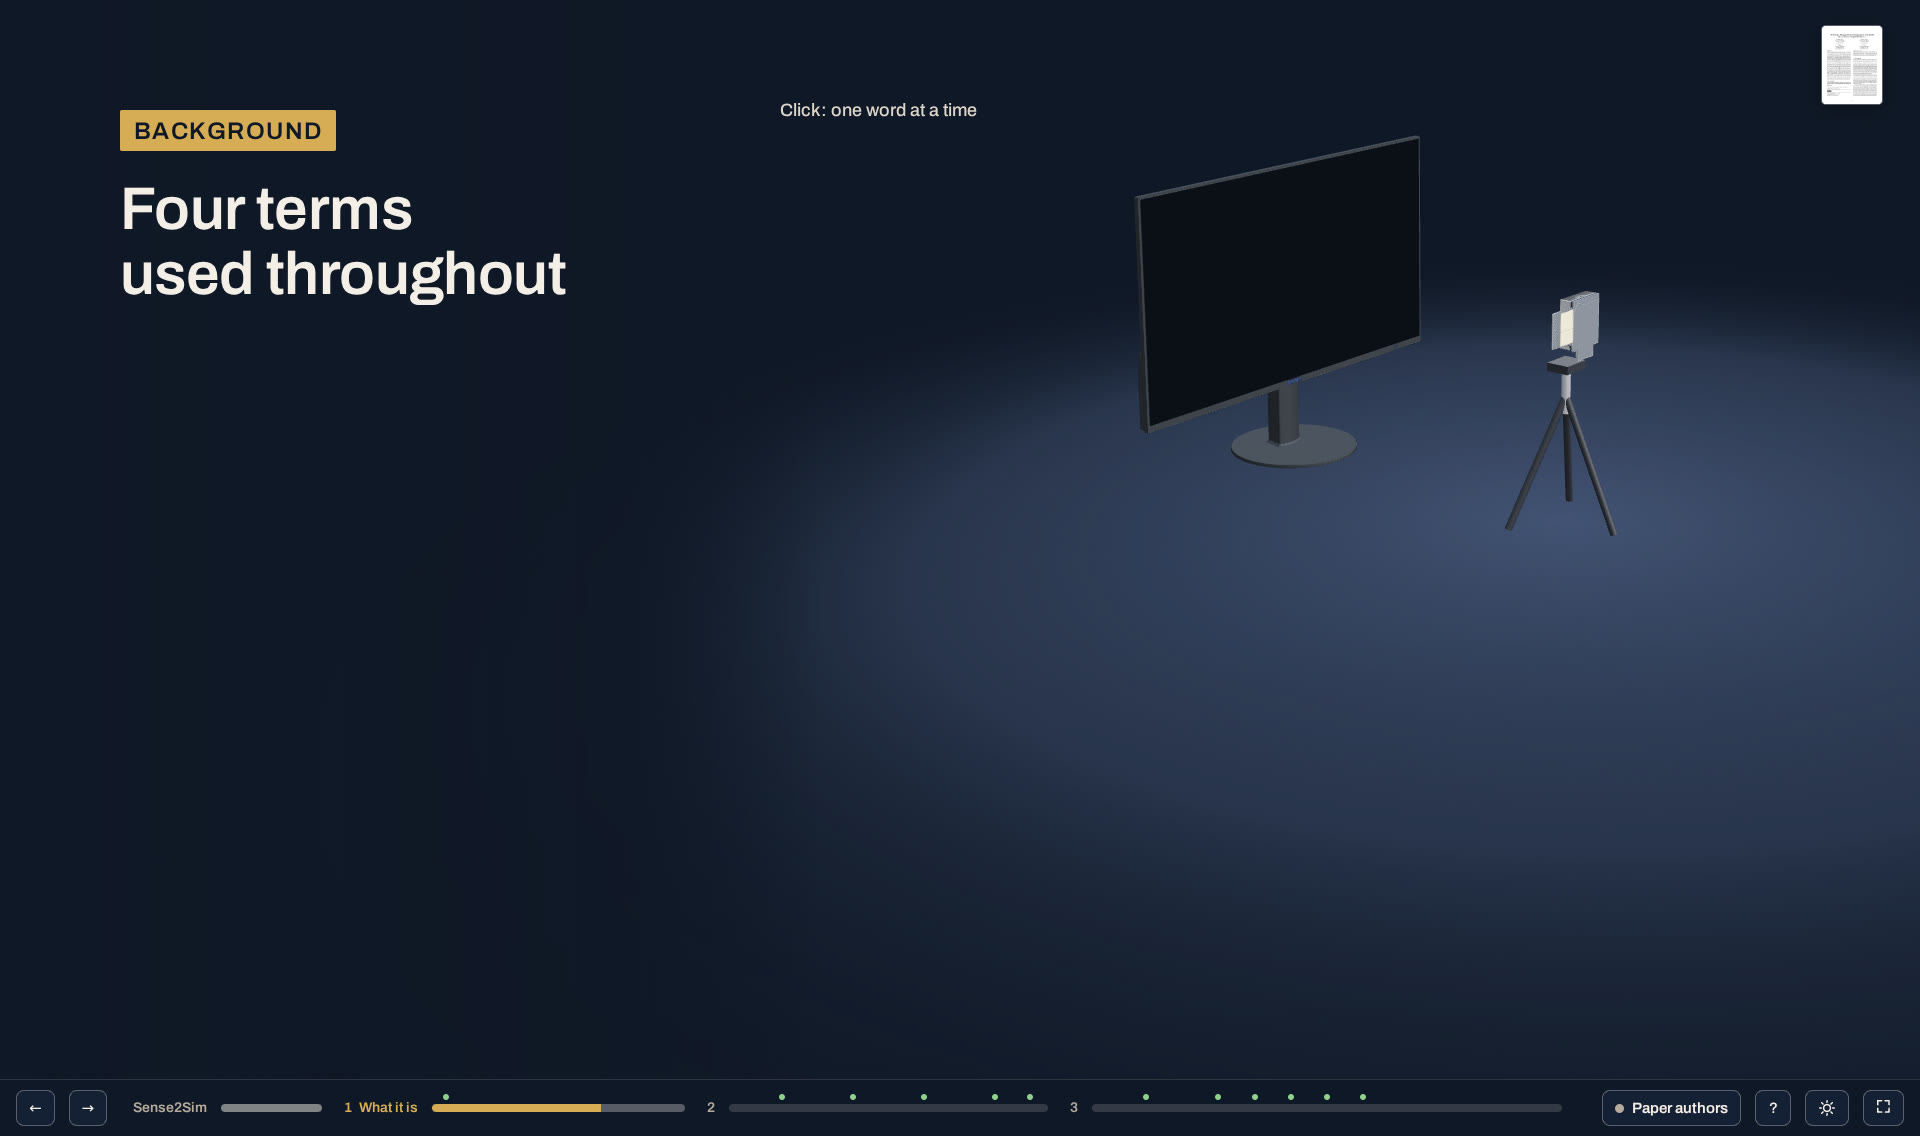 BACKGROUND
Four terms
used throughout
Click: one word at a time
← → Sense2Sim 1 What it is 2 3 Paper authors ?